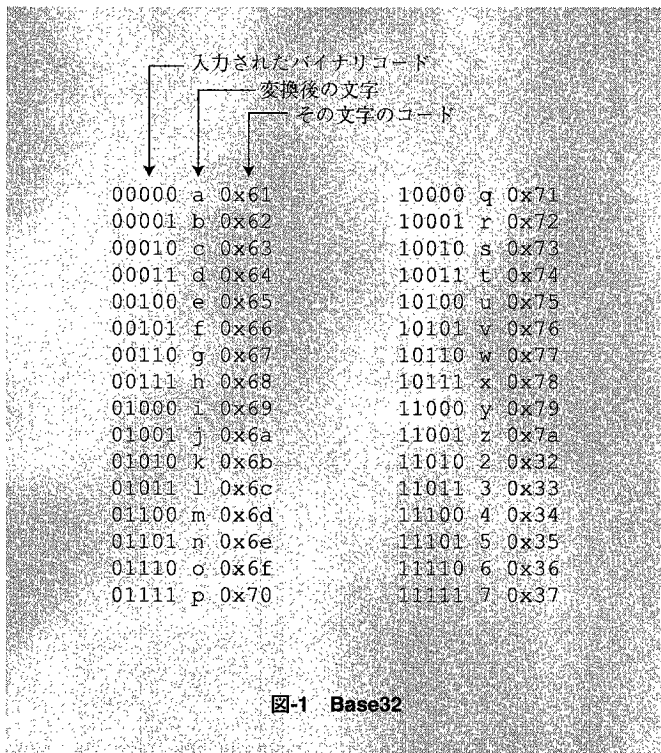 入力されたバイナリコード
変換後の文字
その文字のコード
00000 a 0x61
00001 b 0x62
00010 c 0x63
00011 d 0x64
00100 e 0x65
00101 f 0x66
00110 g 0x67
00111 h 0x68
01000 i 0x69
01001 j 0x6a
01010 k 0x6b
01011 l 0x6c
01100 m 0x6d
01101 n 0x6e
01110 o 0x6f
01111 p 0x70
10000 q 0x71
10001 r 0x72
10010 s 0x73
10011 t 0x74
10100 u 0x75
10101 v 0x76
10110 w 0x77
10111 x 0x78
11000 y 0x79
11001 z 0x7a
11010 2 0x32
11011 3 0x33
11100 4 0x34
11101 5 0x35
11110 6 0x36
11111 7 0x37
図-1 Base32